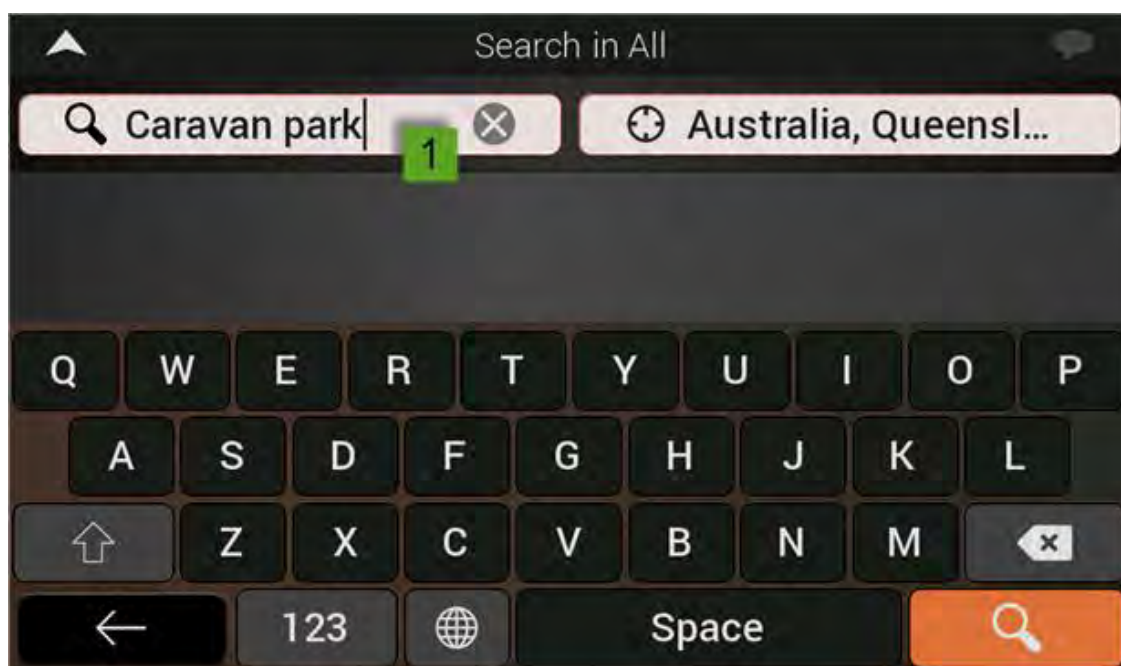 Search in All
Caravan park Australia, Queensl...
1
Q W E R T Y U I O P
A S D F G H J K L
Z X C V B N M
123 Space